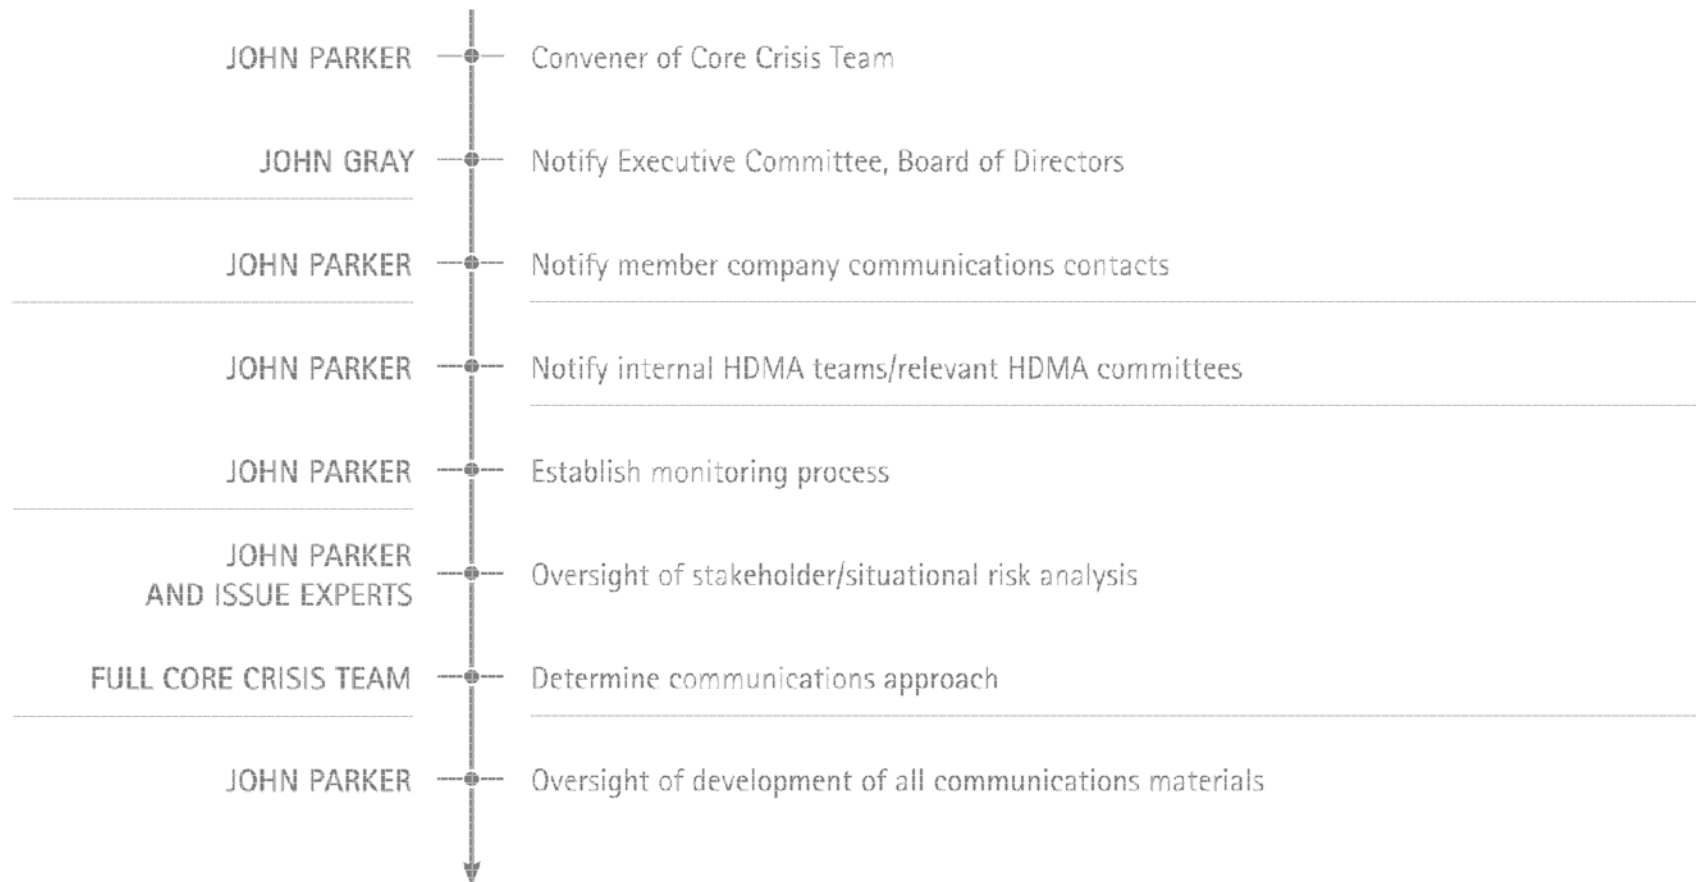 JOHN PARKER Convener of Core Crisis Team
JOHN GRAY Notify Executive Committee, Board of Directors
JOHN PARKER Notify member company communications contacts
JOHN PARKER Notify internal HDMA teams/relevant HDMA committees
JOHN PARKER Establish monitoring process
JOHN PARKER
AND ISSUE EXPERTS Oversight of stakeholder/situational risk analysis
FULL CORE CRISIS TEAM Determine communications approach
JOHN PARKER Oversight of development of all communications materials